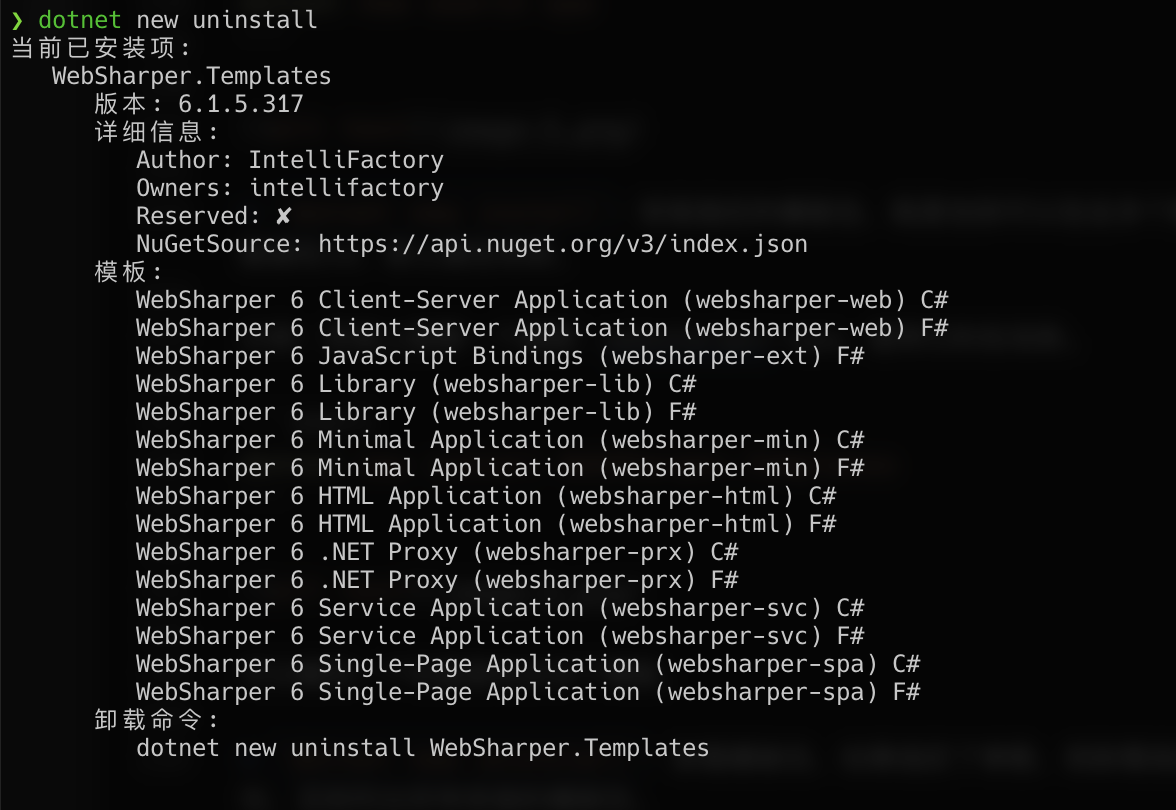 ❯ dotnet new uninstall
当前已安装项:
WebSharper.Templates
版本: 6.1.5.317
详细信息:
Author: IntelliFactory
Owners: intellifactory
Reserved: ✘
NuGetSource: https://api.nuget.org/v3/index.json
模板:
WebSharper 6 Client-Server Application (websharper-web) C#
WebSharper 6 Client-Server Application (websharper-web) F#
WebSharper 6 JavaScript Bindings (websharper-ext) F#
WebSharper 6 Library (websharper-lib) C#
WebSharper 6 Library (websharper-lib) F#
WebSharper 6 Minimal Application (websharper-min) C#
WebSharper 6 Minimal Application (websharper-min) F#
WebSharper 6 HTML Application (websharper-html) C#
WebSharper 6 HTML Application (websharper-html) F#
WebSharper 6 .NET Proxy (websharper-prx) C#
WebSharper 6 .NET Proxy (websharper-prx) F#
WebSharper 6 Service Application (websharper-svc) C#
WebSharper 6 Service Application (websharper-svc) F#
WebSharper 6 Single-Page Application (websharper-spa) C#
WebSharper 6 Single-Page Application (websharper-spa) F#
卸载命令:
dotnet new uninstall WebSharper.Templates